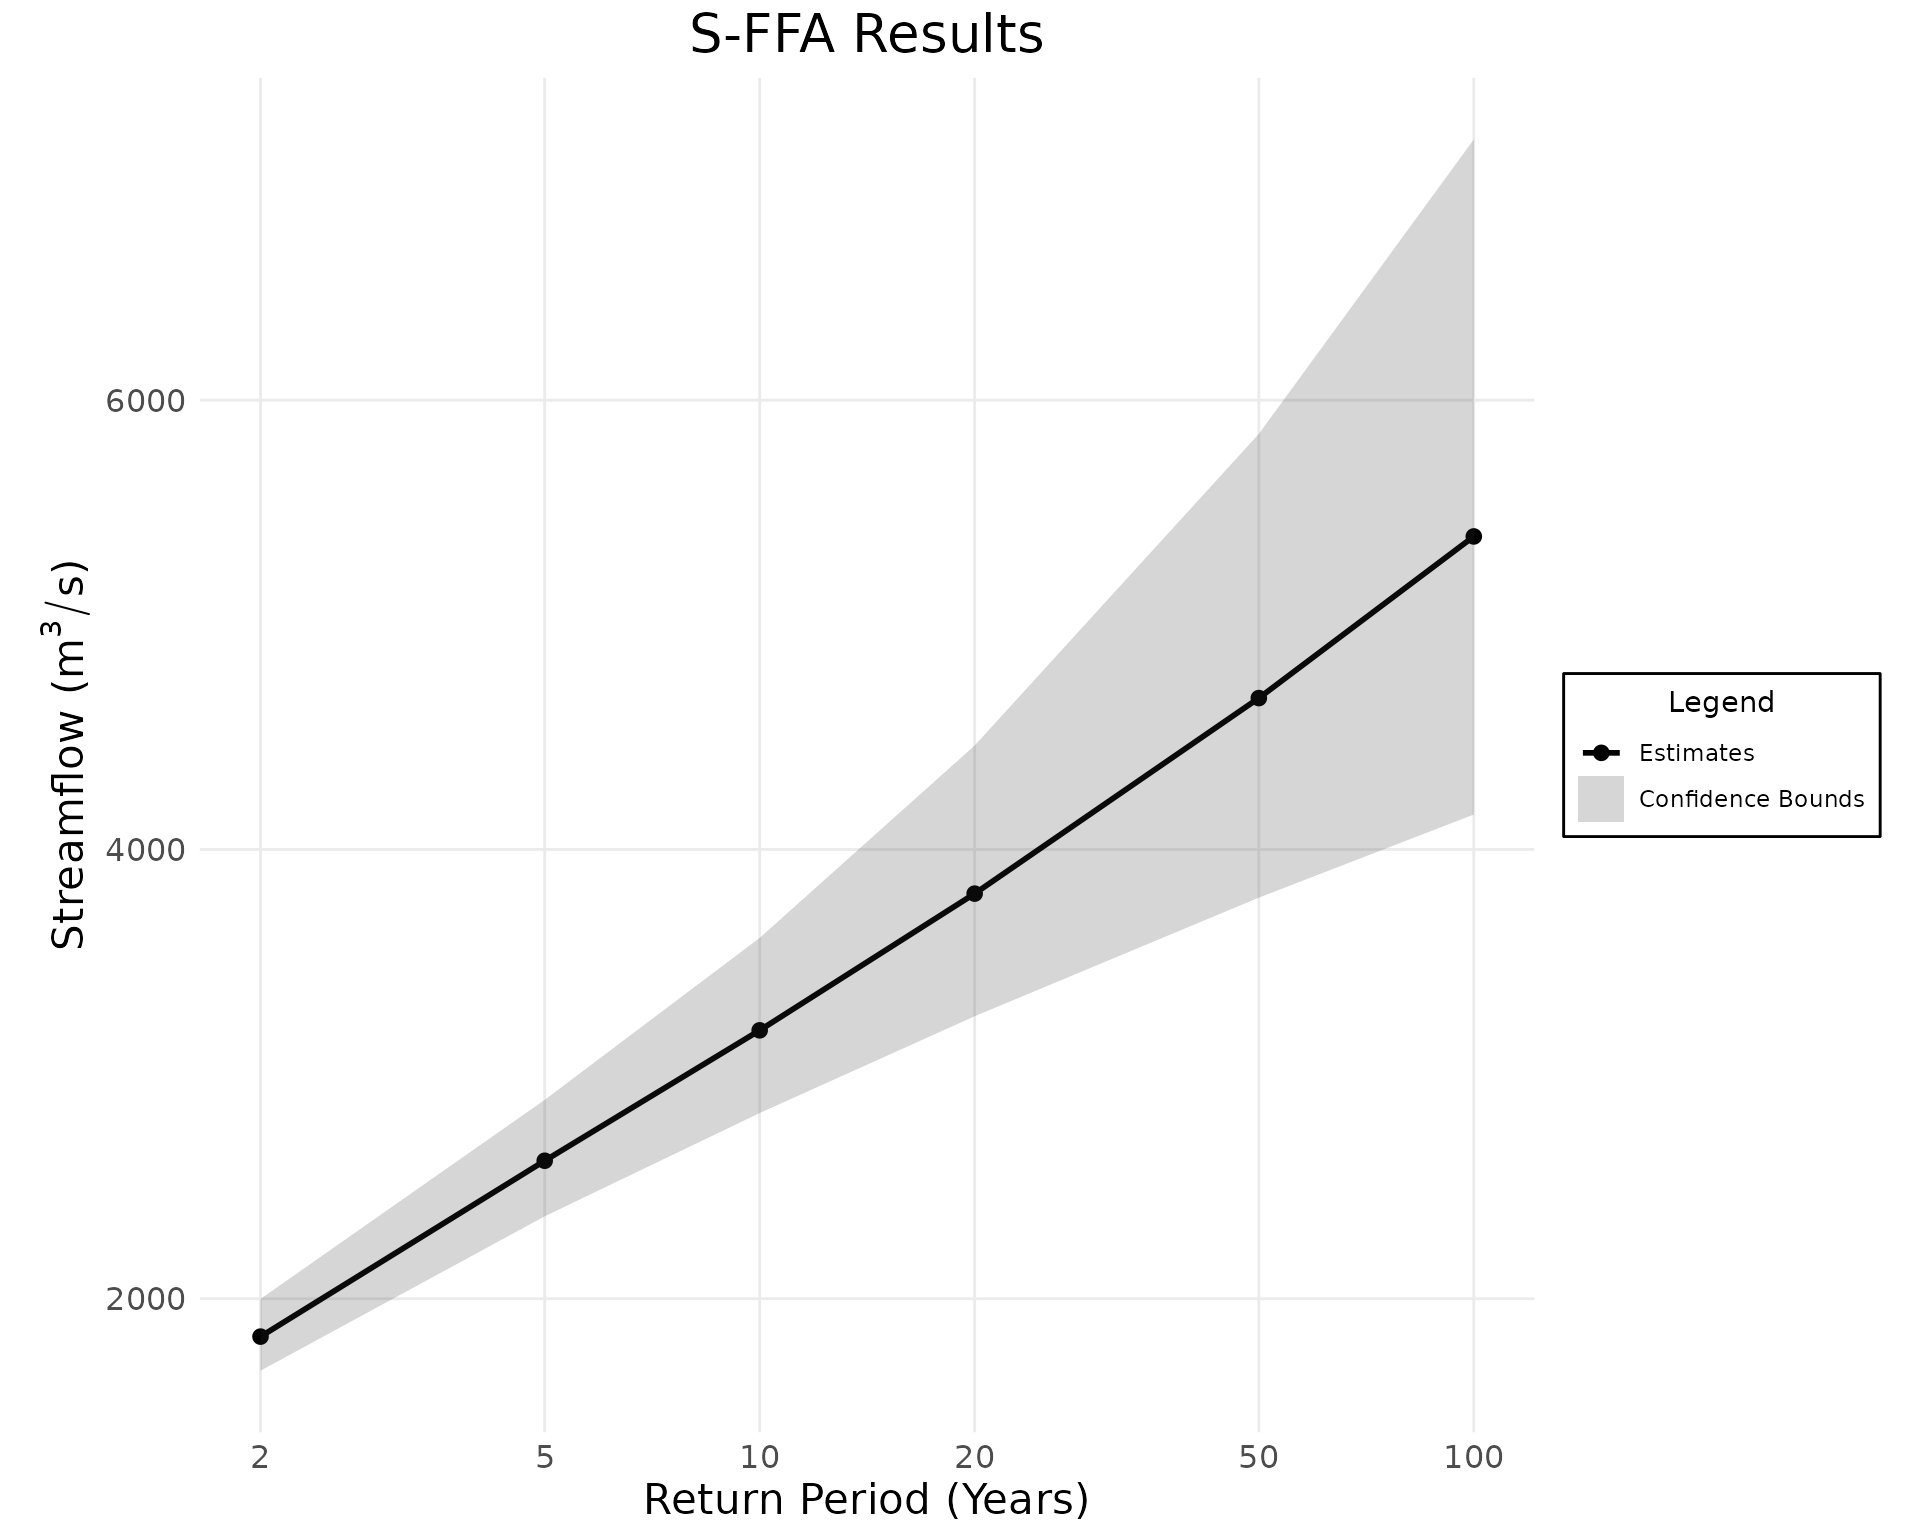 S-FFA Results
Streamflow (m³/s)
6000
4000
2000
2 5 10 20 50 100
Return Period (Years)
Legend
Estimates
Confidence Bounds